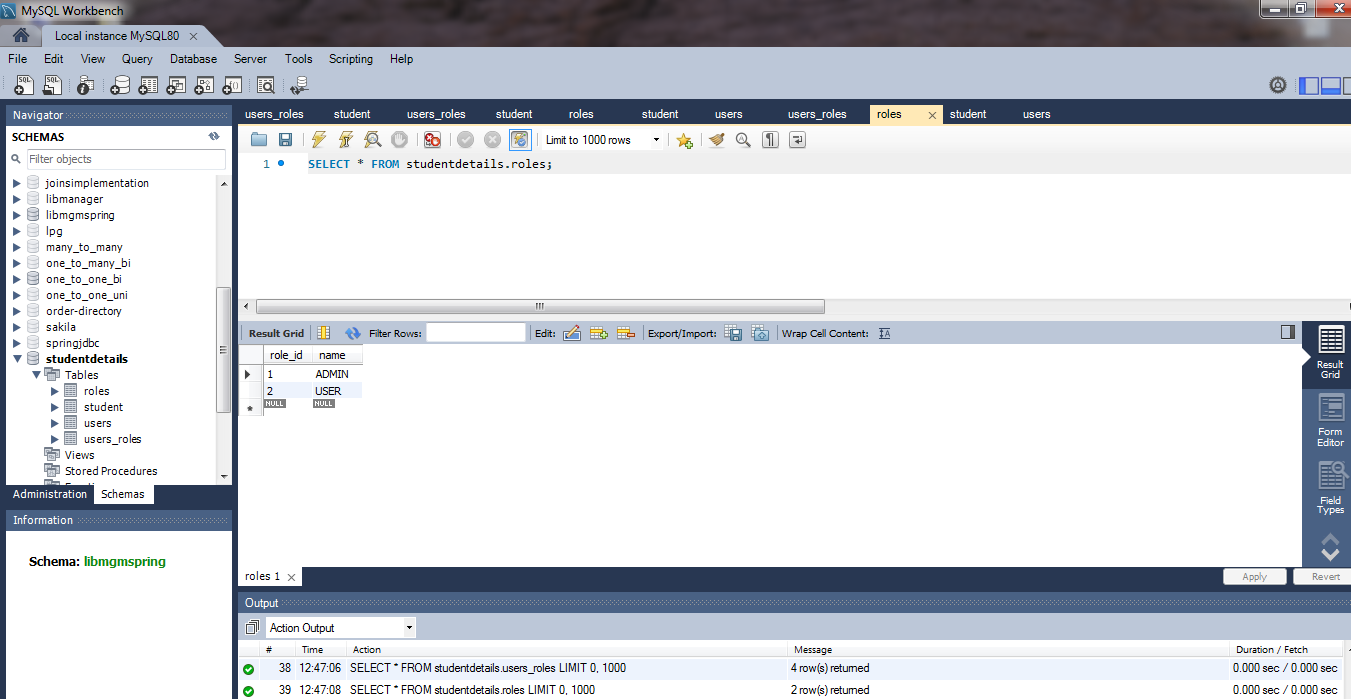 MySQL Workbench
Local instance MySQL80
File Edit View Query Database Server Tools Scripting Help
Navigator
SCHEMAS
Filter objects
joinsimplementation
libmanager
libmgmspring
lpg
many_to_many
one_to_many_bi
one_to_one_bi
one_to_one_uni
order-directory
sakila
springjdbc
studentdetails
Tables
roles
student
users
users_roles
Views
Stored Procedures
Administration Schemas
Information
Schema: libmgmspring
users_roles student users_roles student roles student users users_roles roles student users
Limit to 1000 rows
1 SELECT * FROM studentdetails.roles;
Result Grid Filter Rows: Edit: Export/Import: Wrap Cell Content:
role_id name
1 ADMIN
2 USER
NULL NULL
Result Grid
Form Editor
Field Types
roles 1
Apply Revert
Output
Action Output
# Time Action Message Duration / Fetch
38 12:47:06 SELECT * FROM studentdetails.users_roles LIMIT 0, 1000 4 row(s) returned 0.000 sec / 0.000 sec
39 12:47:08 SELECT * FROM studentdetails.roles LIMIT 0, 1000 2 row(s) returned 0.000 sec / 0.000 sec